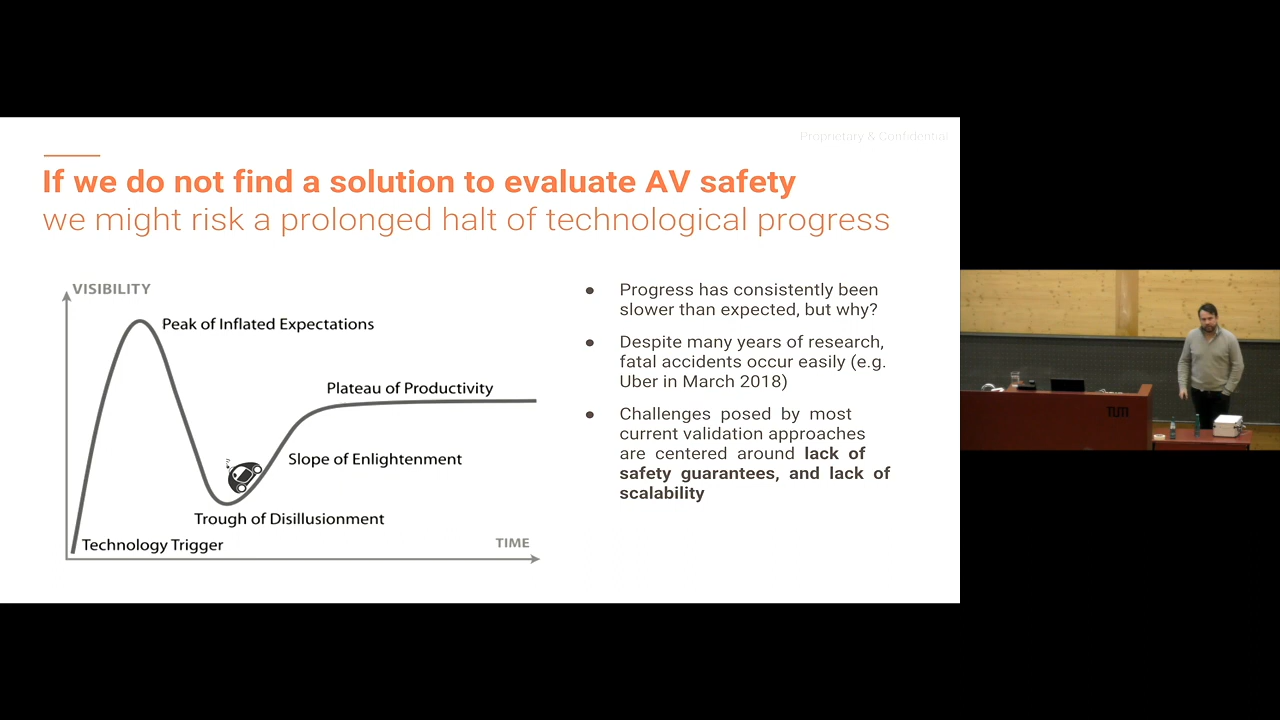 Proprietary & Confidential
If we do not find a solution to evaluate AV safety
we might risk a prolonged halt of technological progress
VISIBILITY
Peak of Inflated Expectations
Plateau of Productivity
Slope of Enlightenment
Trough of Disillusionment
Technology Trigger
TIME
Progress has consistently been
slower than expected, but why?
Despite many years of research,
fatal accidents occur easily (e.g.
Uber in March 2018)
Challenges posed by most
current validation approaches
are centered around lack of
safety guarantees, and lack of
scalability
TUM